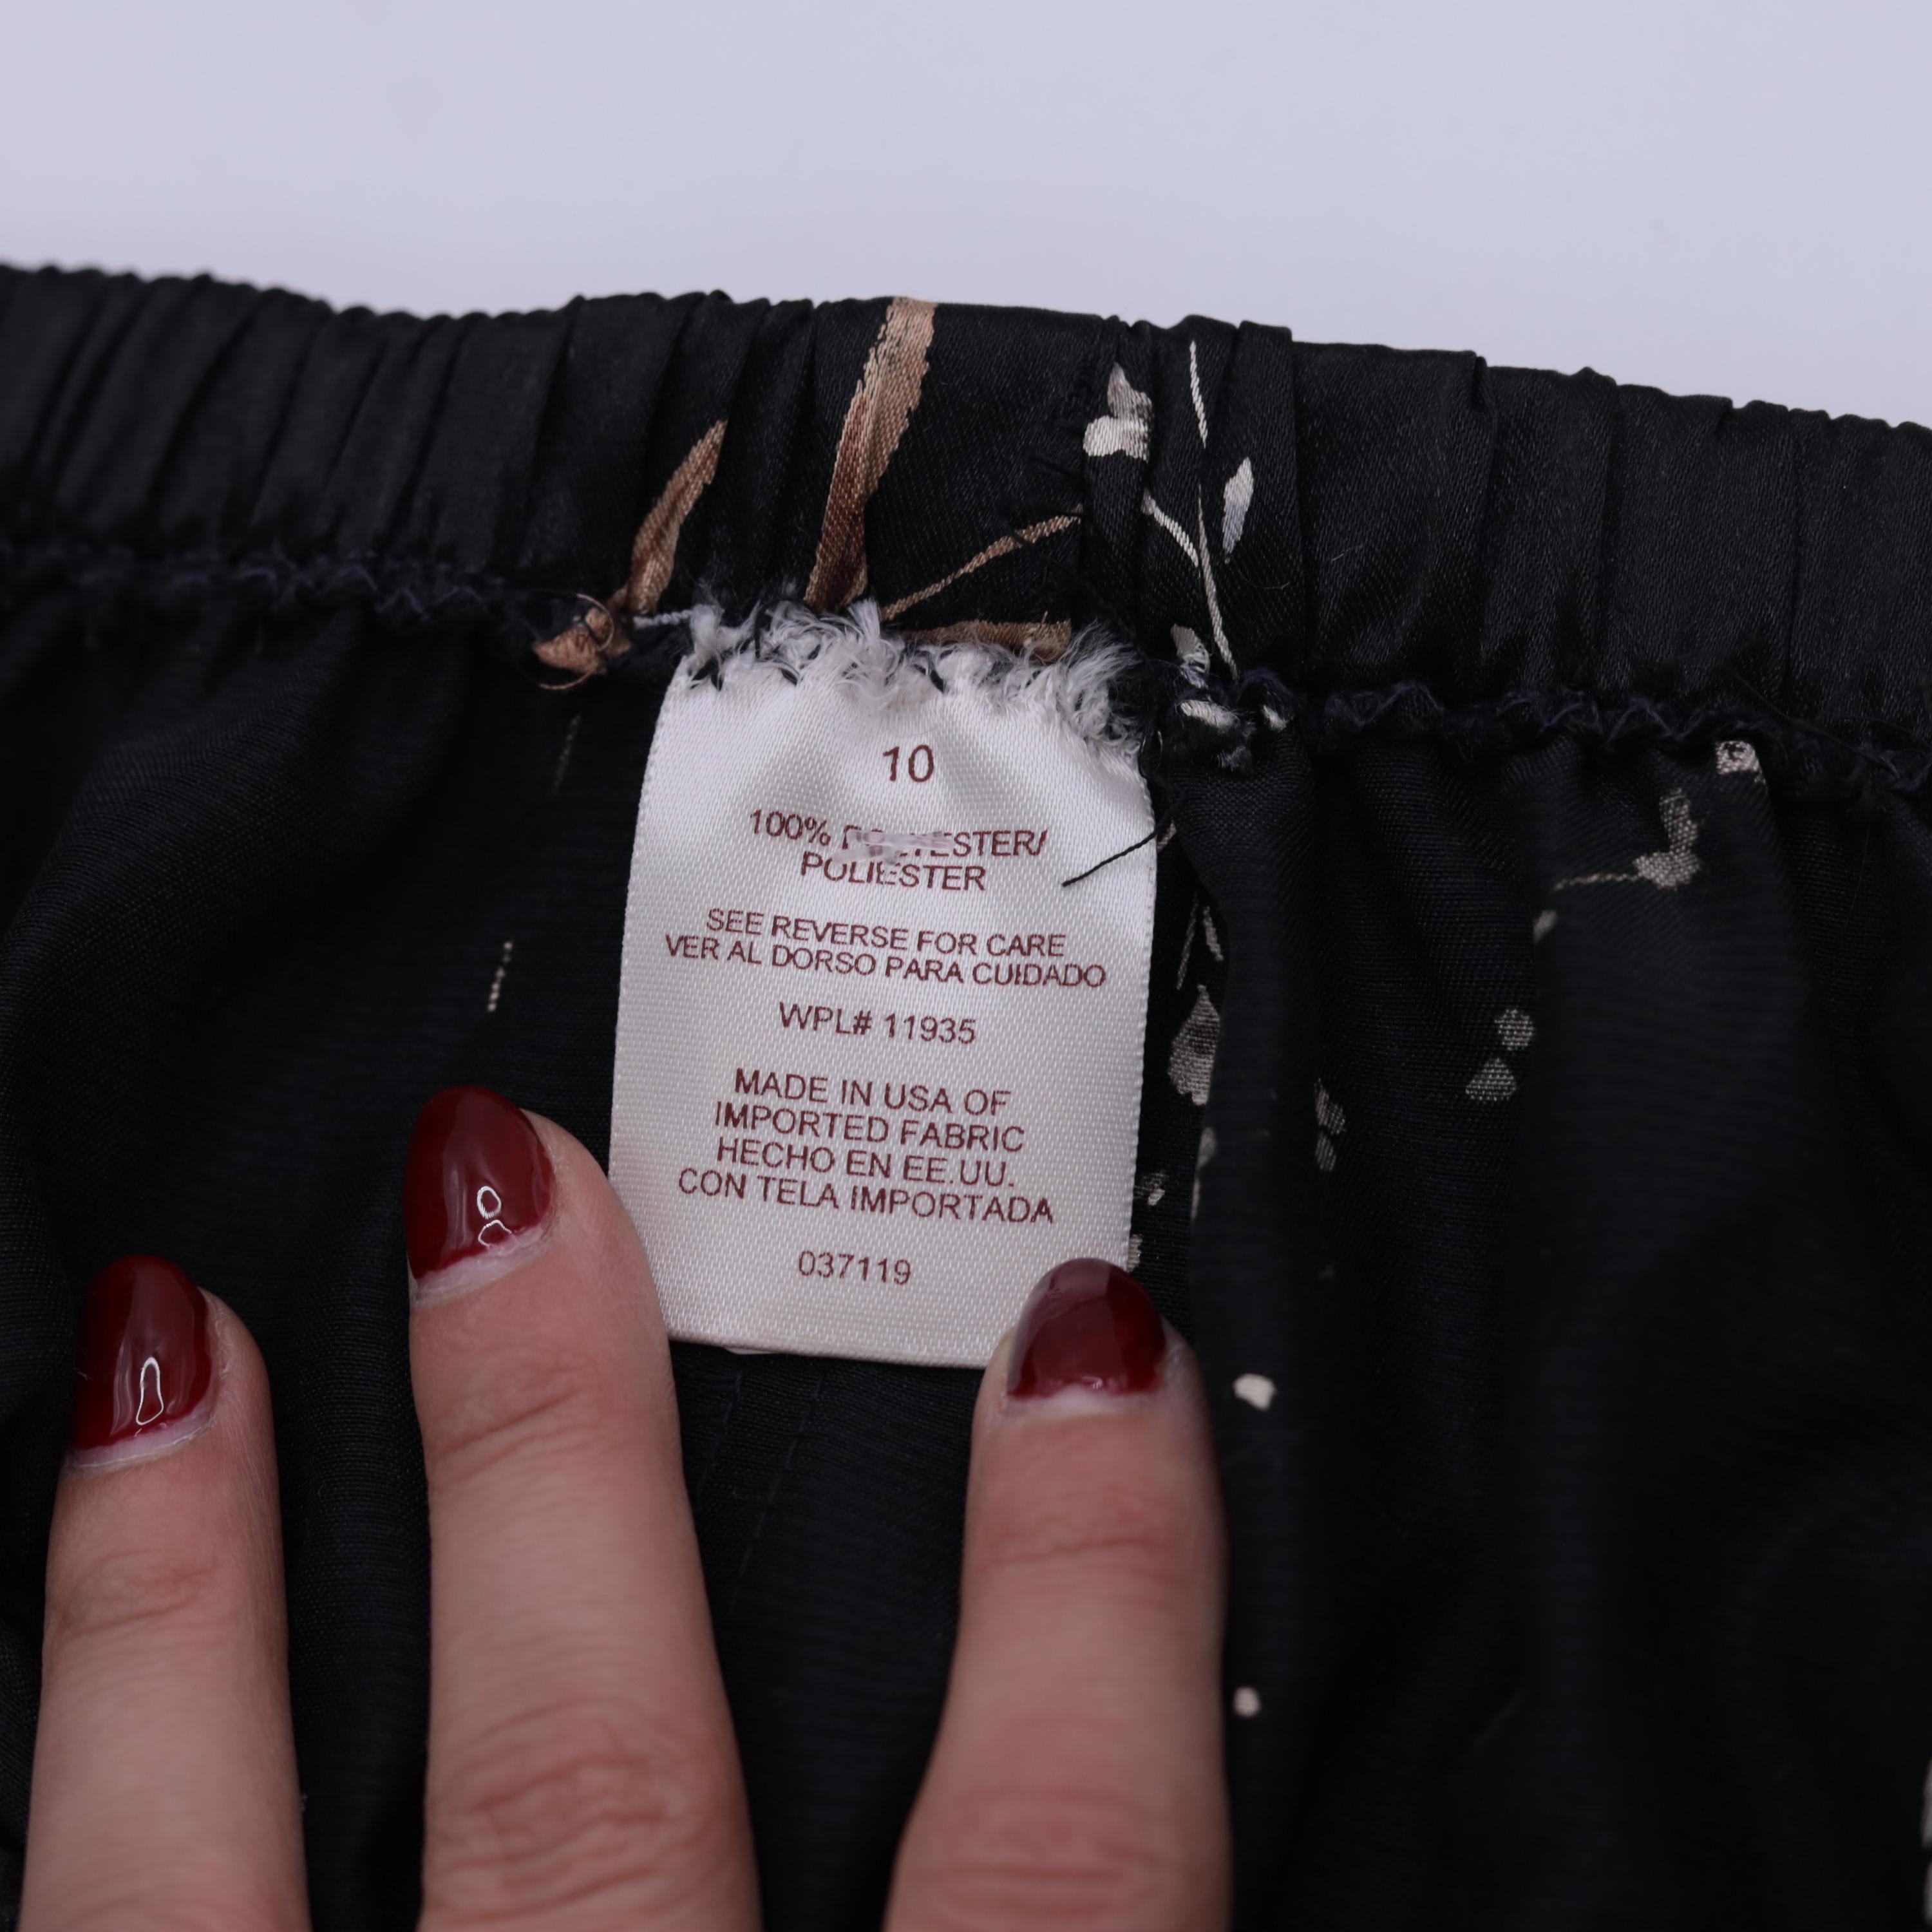 10
100% POLYESTER/
POLIESTER
SEE REVERSE FOR CARE
VER AL DORSO PARA CUIDADO
WPL# 11935
MADE IN USA OF
IMPORTED FABRIC
HECHO EN EE.UU.
CON TELA IMPORTADA
037119